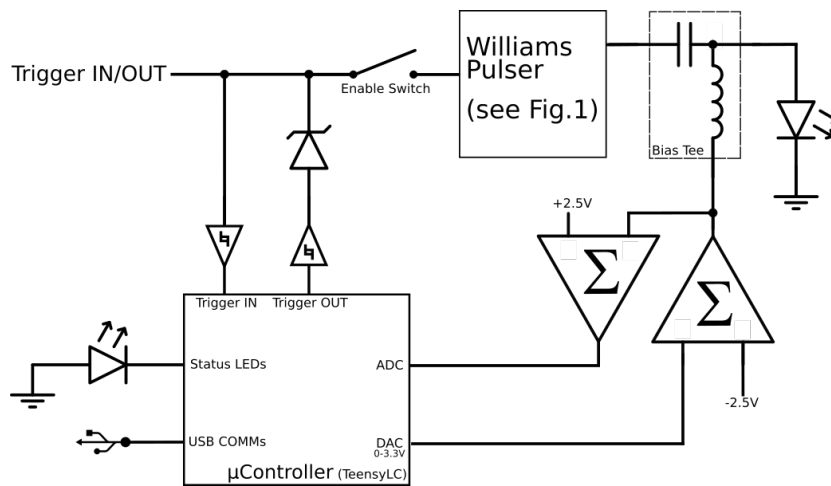 Trigger IN/OUT
Enable Switch
Williams
Pulser
(see Fig.1)
Bias Tee
+2.5V
Σ
Σ
-2.5V
Trigger IN
Trigger OUT
Status LEDs
ADC
USB COMMs
DAC
0-3.3V
μController (TeensyLC)